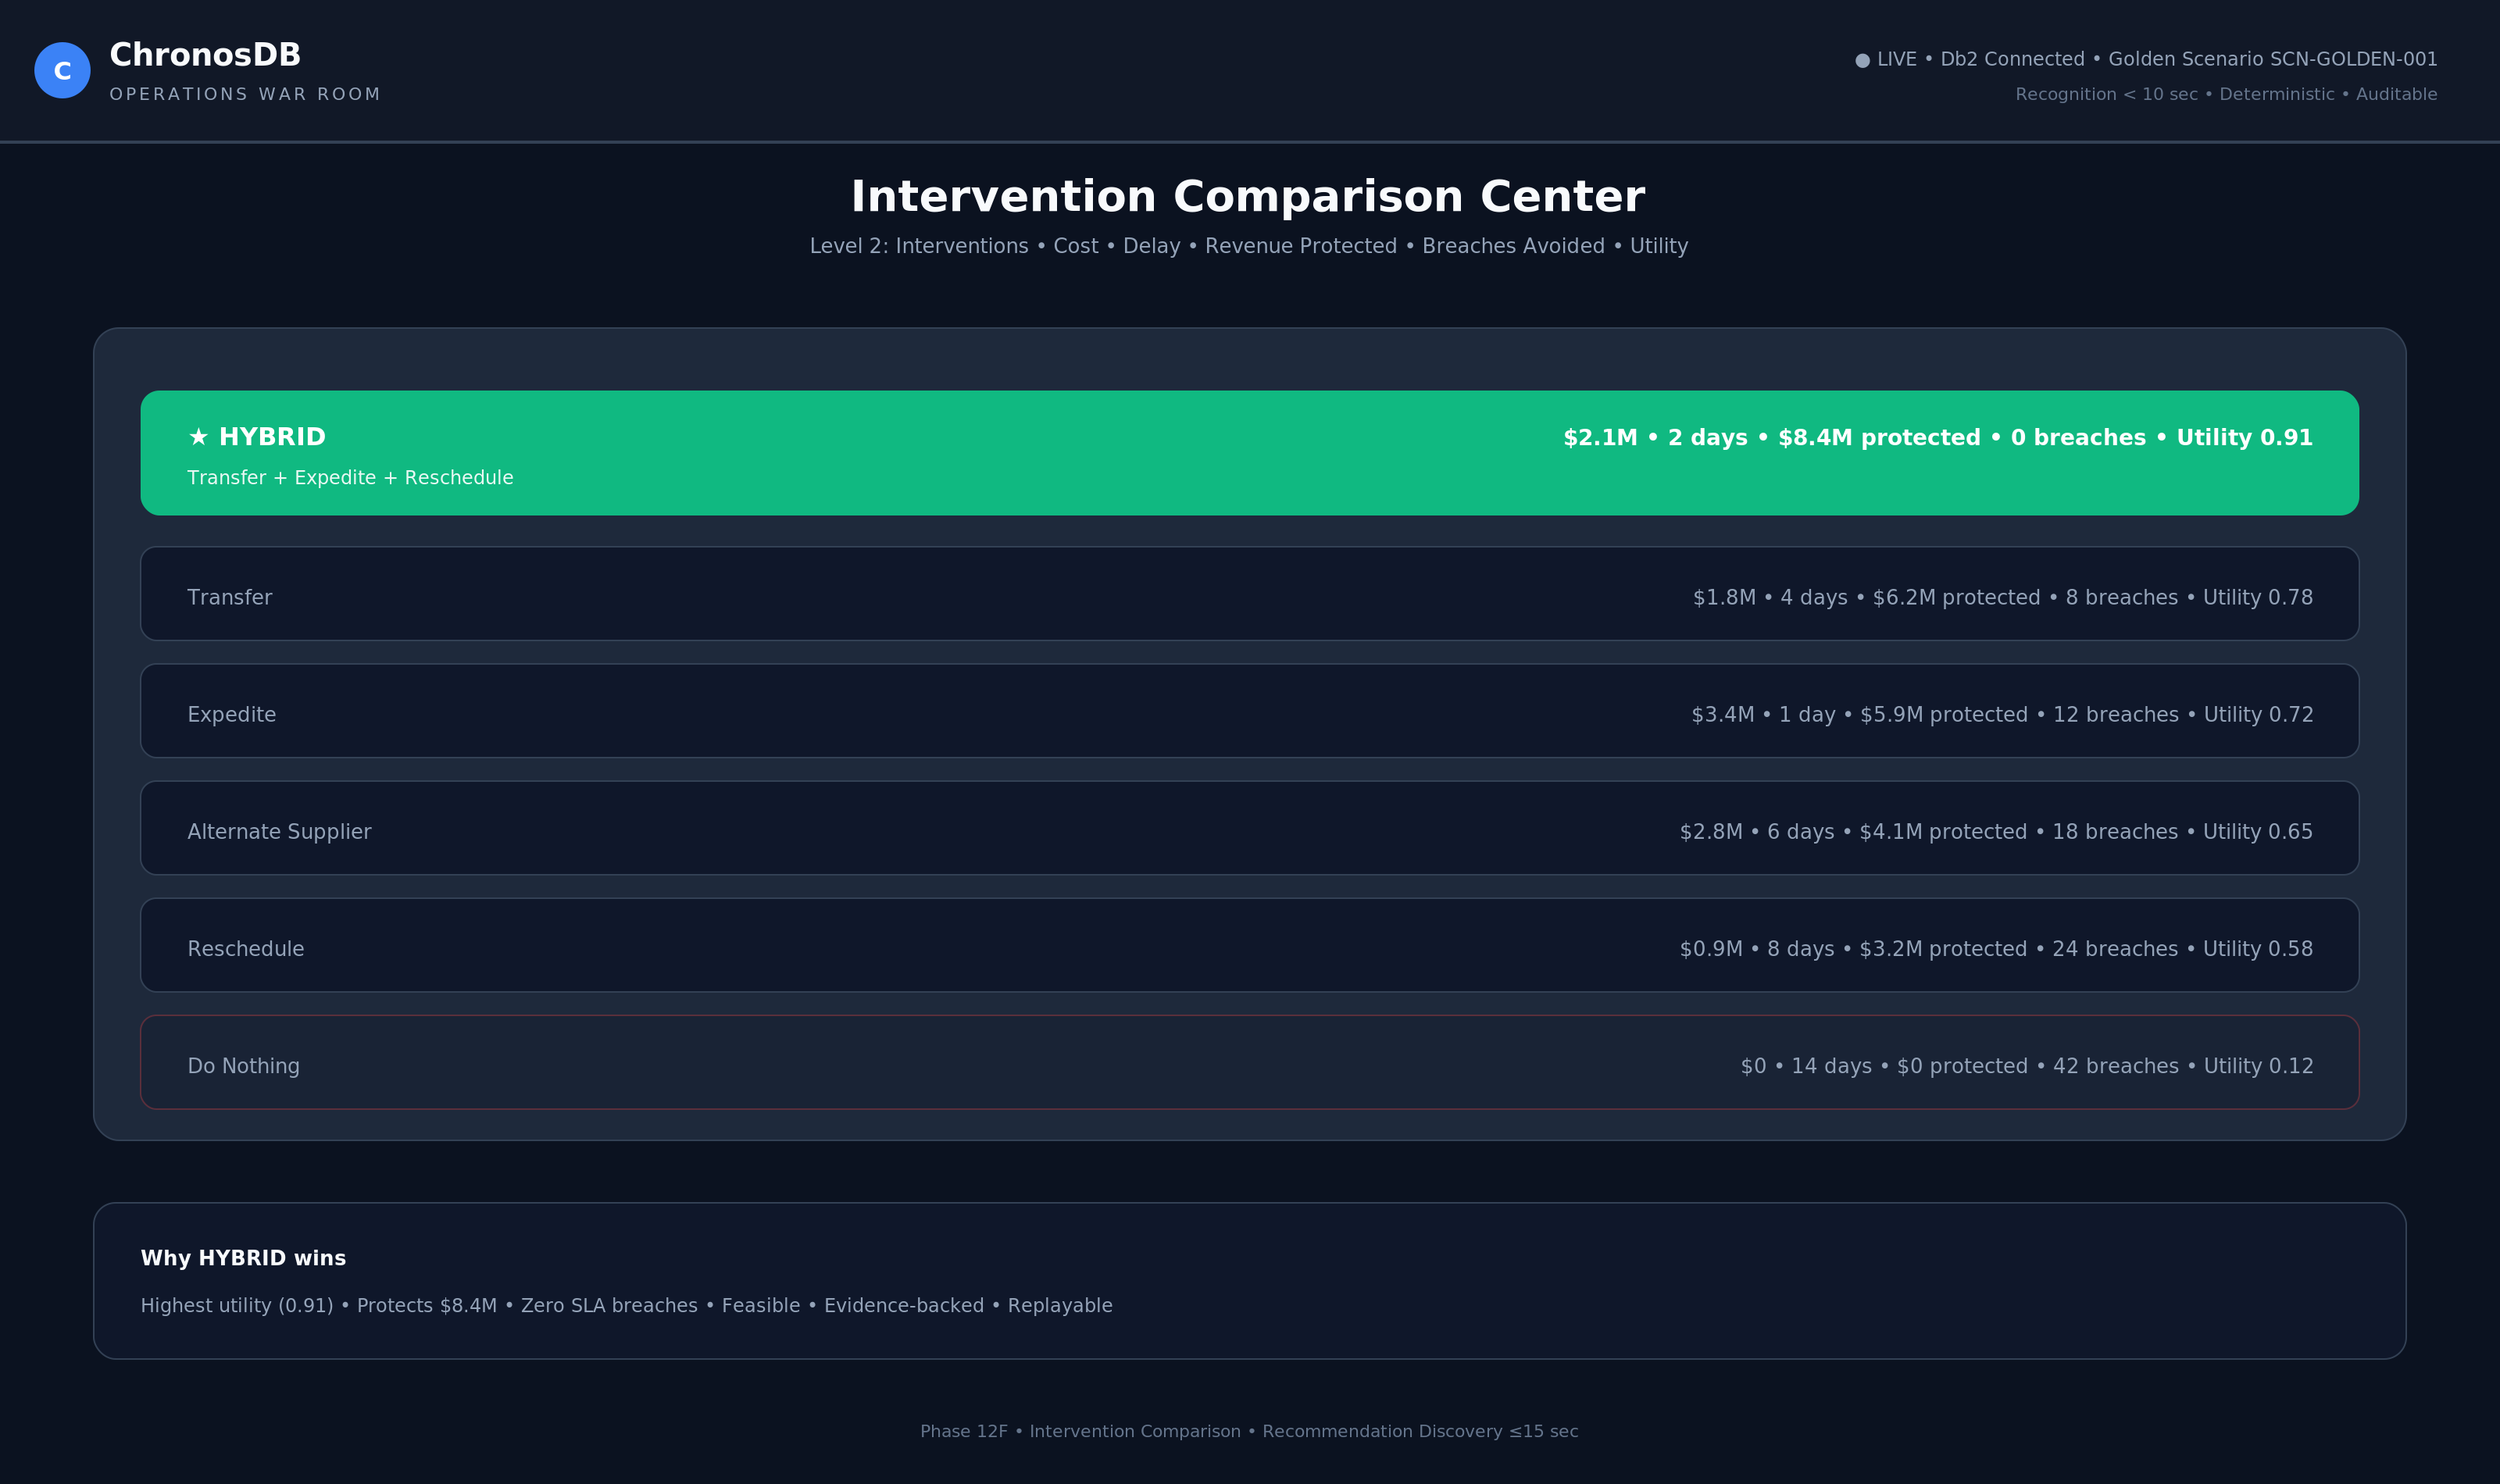 C
ChronosDB
OPERATIONS WAR ROOM
● LIVE • Db2 Connected • Golden Scenario SCN-GOLDEN-001
Recognition < 10 sec • Deterministic • Auditable
Intervention Comparison Center
Level 2: Interventions • Cost • Delay • Revenue Protected • Breaches Avoided • Utility
★ HYBRID
$2.1M • 2 days • $8.4M protected • 0 breaches • Utility 0.91
Transfer + Expedite + Reschedule
Transfer
$1.8M • 4 days • $6.2M protected • 8 breaches • Utility 0.78
Expedite
$3.4M • 1 day • $5.9M protected • 12 breaches • Utility 0.72
Alternate Supplier
$2.8M • 6 days • $4.1M protected • 18 breaches • Utility 0.65
Reschedule
$0.9M • 8 days • $3.2M protected • 24 breaches • Utility 0.58
Do Nothing
$0 • 14 days • $0 protected • 42 breaches • Utility 0.12
Why HYBRID wins
Highest utility (0.91) • Protects $8.4M • Zero SLA breaches • Feasible • Evidence-backed • Replayable
Phase 12F • Intervention Comparison • Recommendation Discovery ≤15 sec